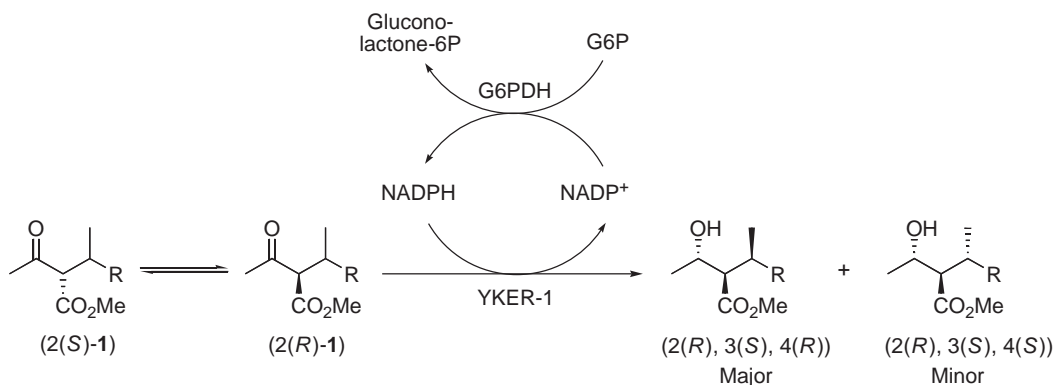 Glucono-
lactone-6P
G6P
G6PDH
NADPH
NADP+
O
R
CO2Me
(2(S)-1)
O
R
CO2Me
(2(R)-1)
YKER-1
OH
R
CO2Me
(2(R), 3(S), 4(R))
Major
+
OH
R
CO2Me
(2(R), 3(S), 4(S))
Minor